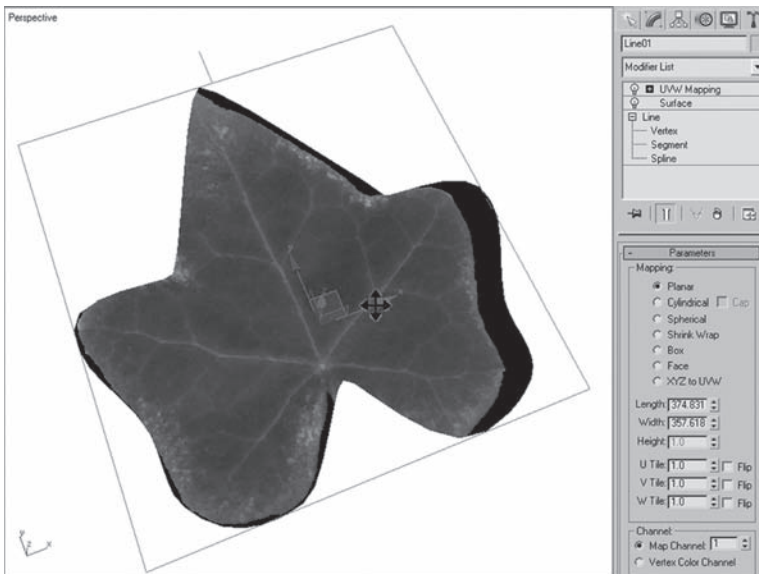 Perspective
Line01
Modifier List
UVW Mapping
Surface
Line
Vertex
Segment
Spline
Parameters
Mapping:
Planar
Cylindrical Cap
Spherical
Shrink Wrap
Box
Face
XYZ to UVW
Length: 374.831
Width: 357.618
Height: 1.0
U Tile: 1.0 Flip
V Tile: 1.0 Flip
W Tile: 1.0 Flip
Channel:
Map Channel: 1
Vertex Color Channel
y
z x